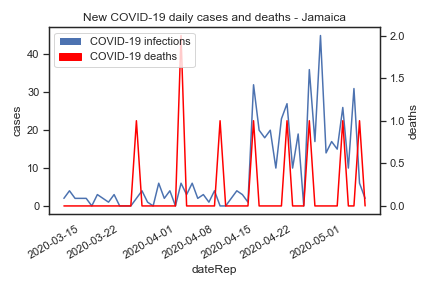 New COVID-19 daily cases and deaths - Jamaica
COVID-19 infections
COVID-19 deaths
cases
40
30
20
10
0
2.0
1.5
1.0
0.5
0.0
deaths
2020-03-15
2020-03-22
2020-04-01
2020-04-08
2020-04-15
2020-04-22
2020-05-01
dateRep